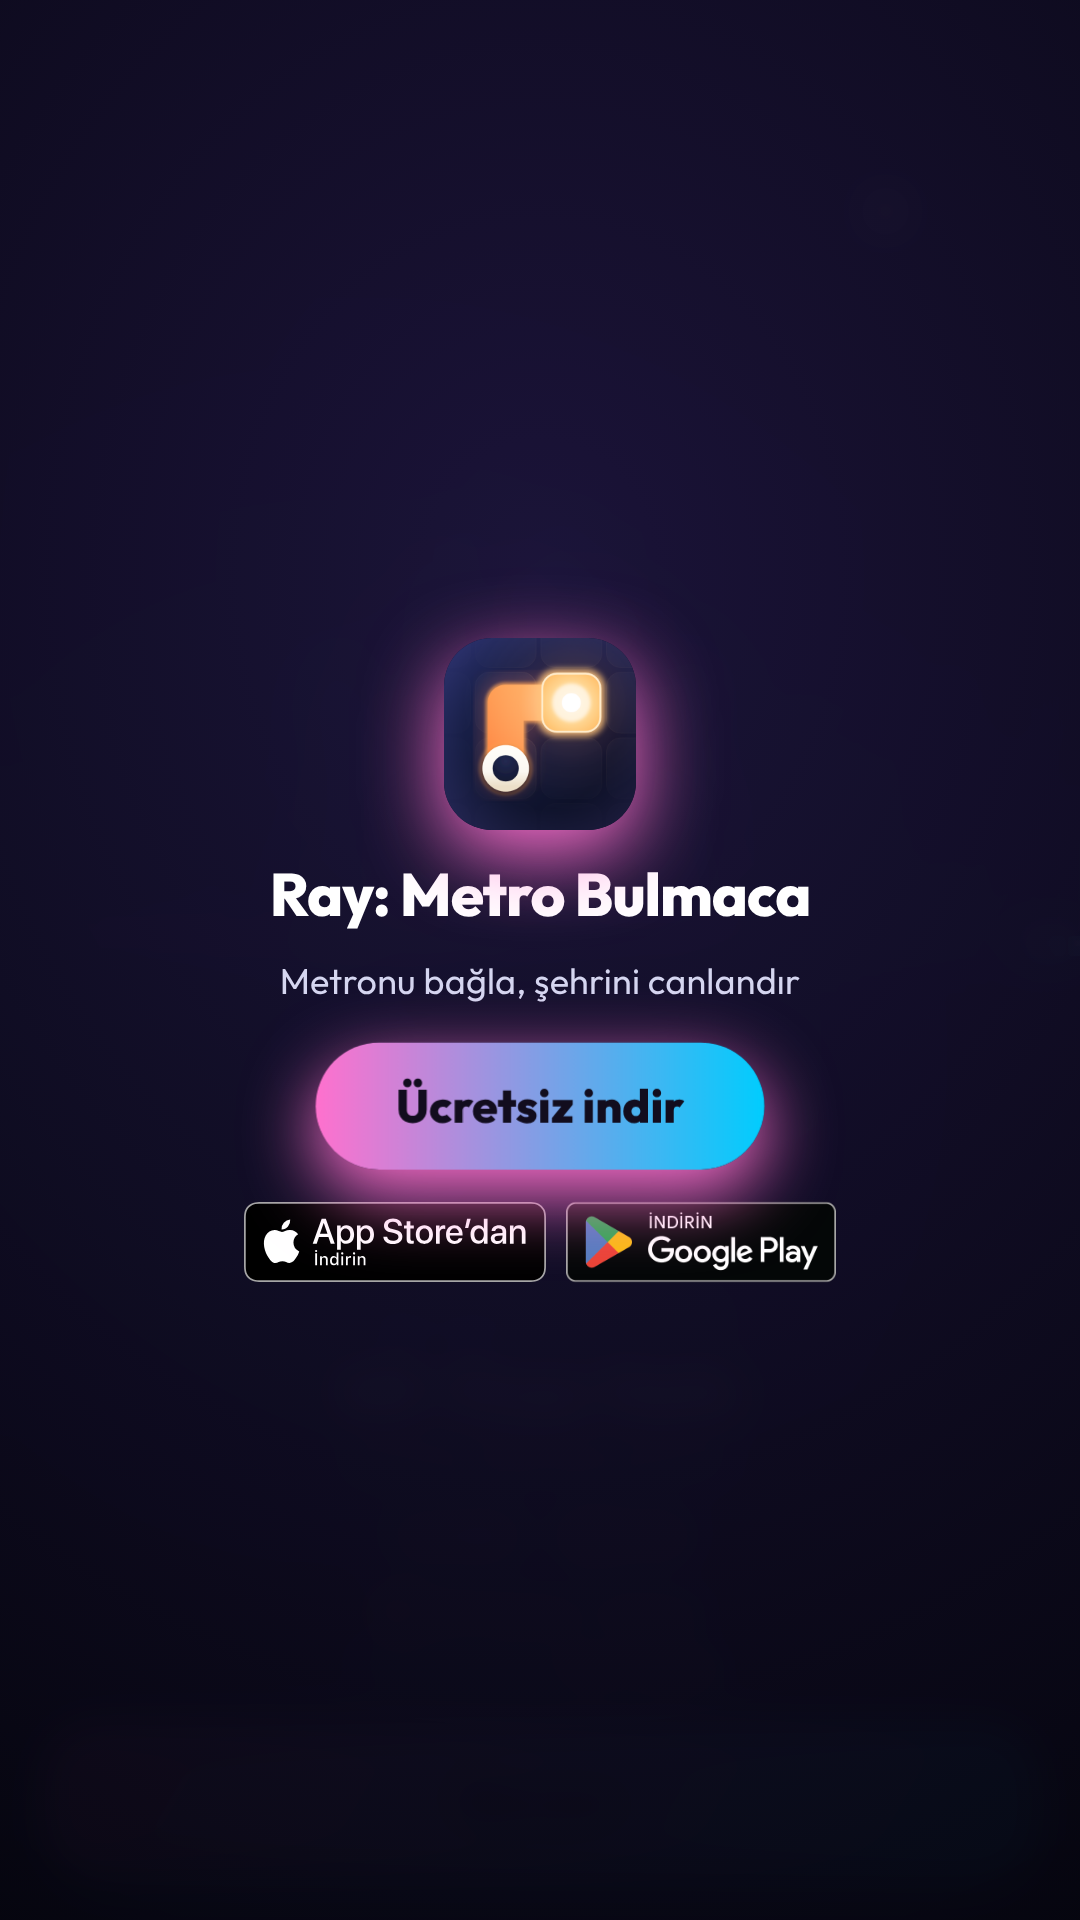 Ray: Metro Bulmaca
Metronu bağla, şehrini canlandır
Ücretsiz indir
App Store’dan
İndirin
İNDİRİN
Google Play